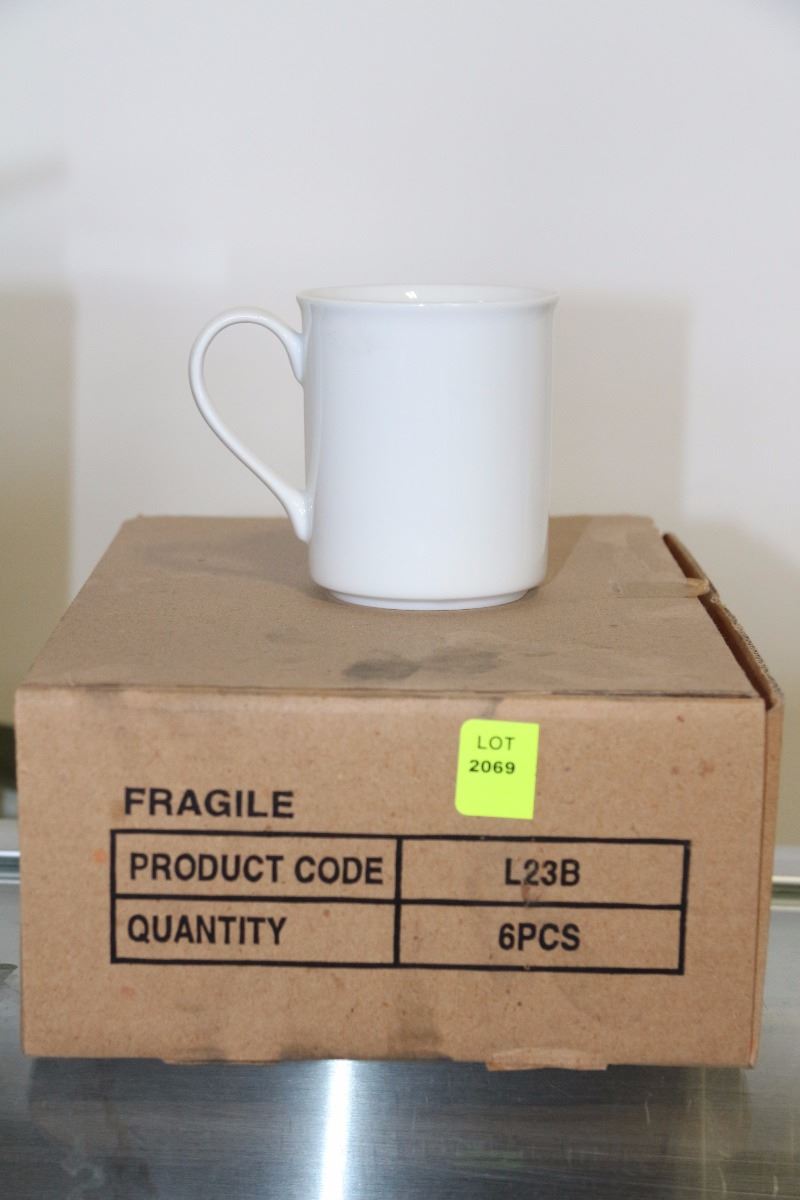 LOT
2069
FRAGILE
PRODUCT CODE L23B
QUANTITY 6PCS